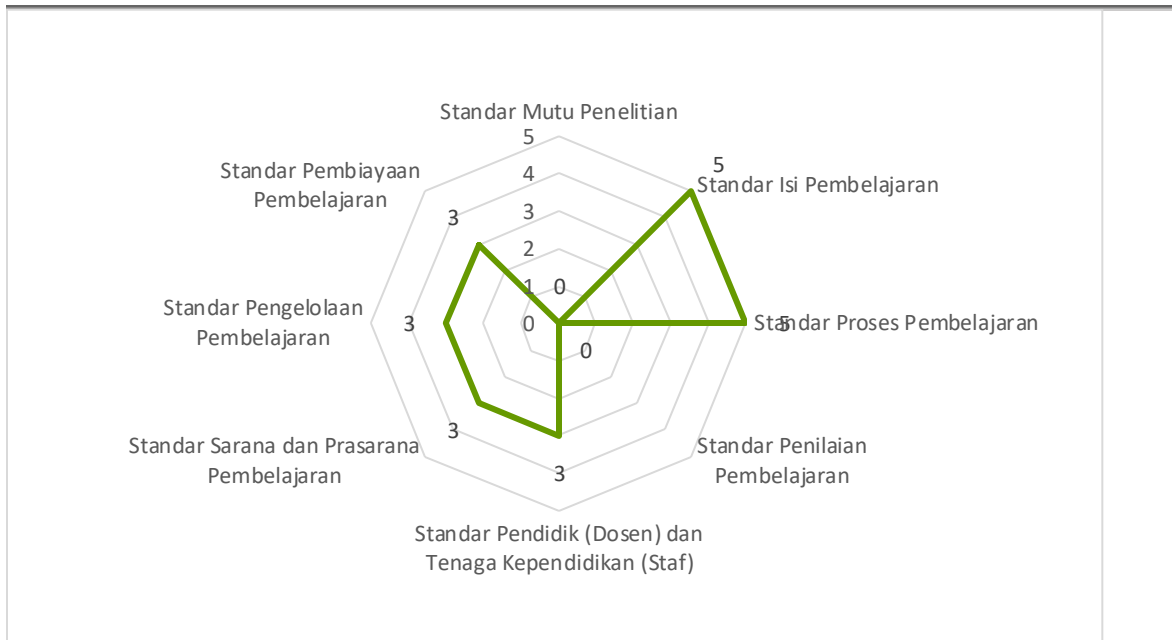 Standar Mutu Penelitian
5
5
Standar Pembiayaan
Pembelajaran
4
Standar Isi Pembelajaran
3
3
2
1
0
Standar Pengelolaan
Pembelajaran
3
0
5
Standar Proses Pembelajaran
0
3
Standar Sarana dan Prasarana
Pembelajaran
Standar Penilaian
Pembelajaran
3
Standar Pendidik (Dosen) dan
Tenaga Kependidikan (Staf)